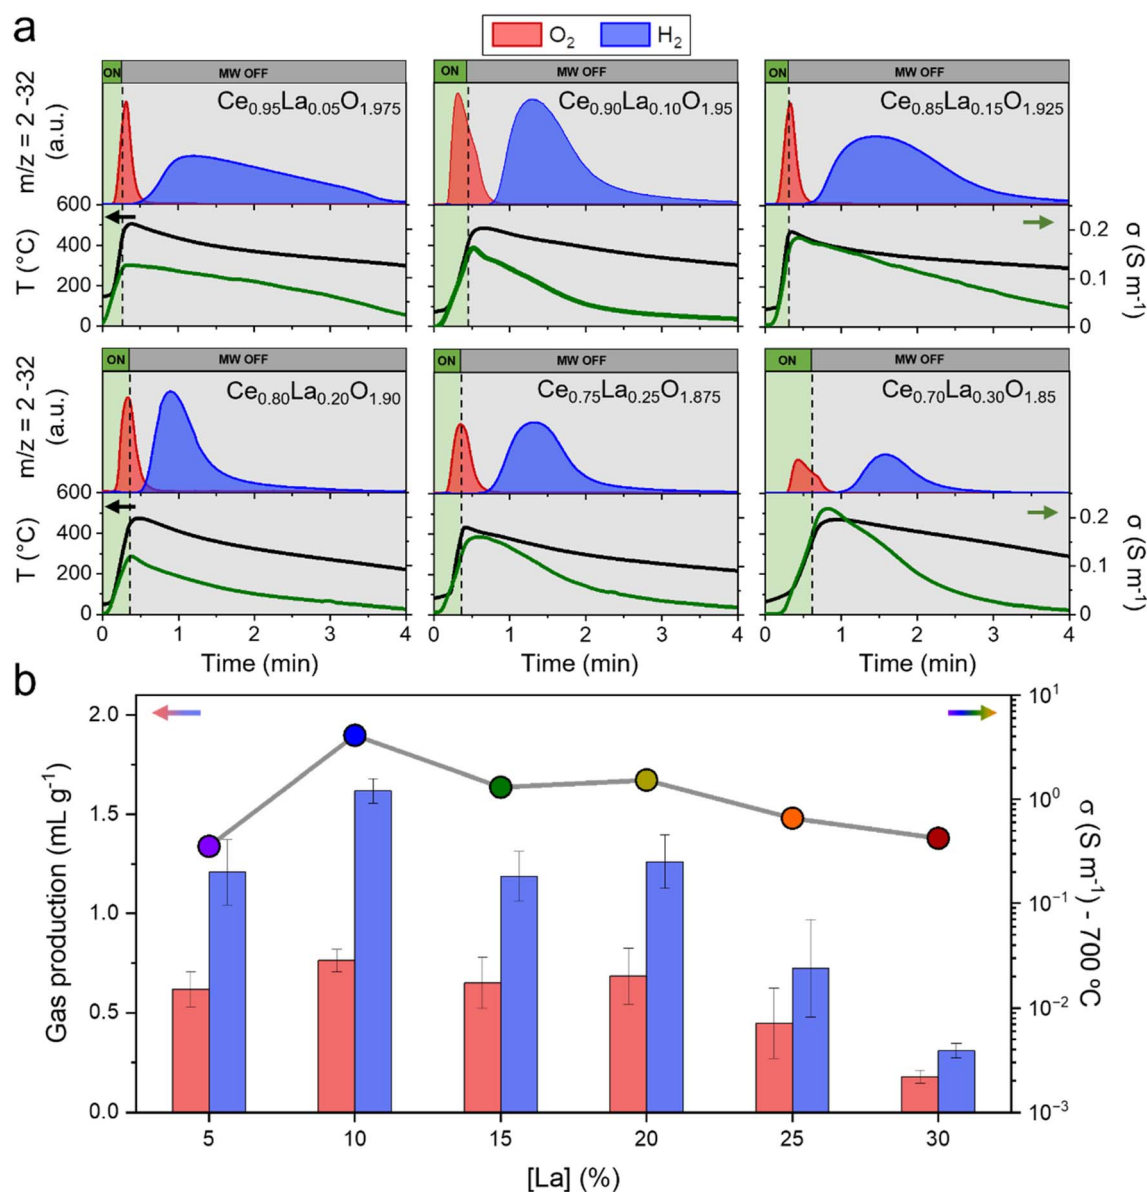 a
O₂ H₂
ON MW OFF ON MW OFF ON MW OFF
m/z = 2 -32 (a.u.)
Ce₀.₉₅La₀.₀₅O₁.₉₇₅ Ce₀.₉₀La₀.₁₀O₁.₉₅ Ce₀.₈₅La₀.₁₅O₁.₉₂₅
T (°C)
600
400
200
0
σ (S m⁻¹)
0.2
0.1
0
ON MW OFF ON MW OFF ON MW OFF
m/z = 2 -32 (a.u.)
Ce₀.₈₀La₀.₂₀O₁.₉₀ Ce₀.₇₅La₀.₂₅O₁.₈₇₅ Ce₀.₇₀La₀.₃₀O₁.₈₅
T (°C)
600
400
200
0
σ (S m⁻¹)
0.2
0.1
0
0 1 2 3 4 0 1 2 3 4 0 1 2 3 4
Time (min) Time (min) Time (min)
b
Gas production (mL g⁻¹)
2.0
1.5
1.0
0.5
0.0
σ (S m⁻¹) - 700 ºC
10¹
10⁰
10⁻¹
10⁻²
10⁻³
5 10 15 20 25 30
[La] (%)